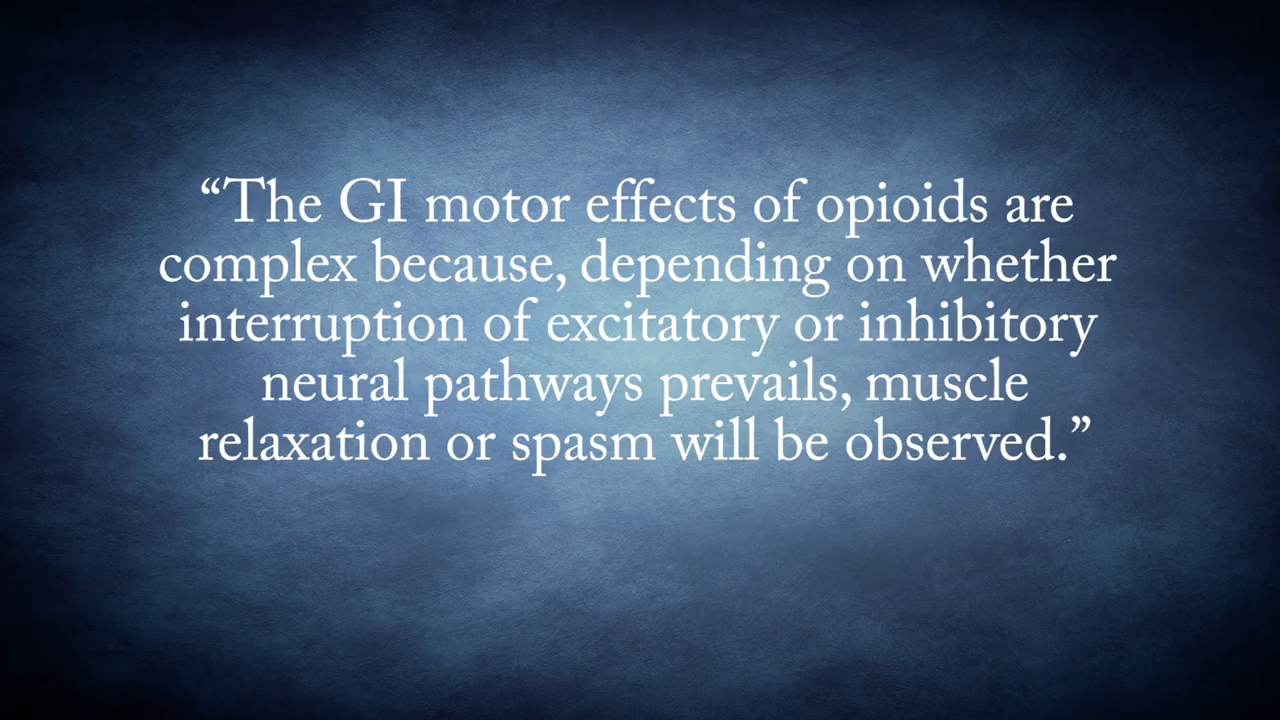 “The GI motor effects of opioids are
complex because, depending on whether
interruption of excitatory or inhibitory
neural pathways prevails, muscle
relaxation or spasm will be observed.”